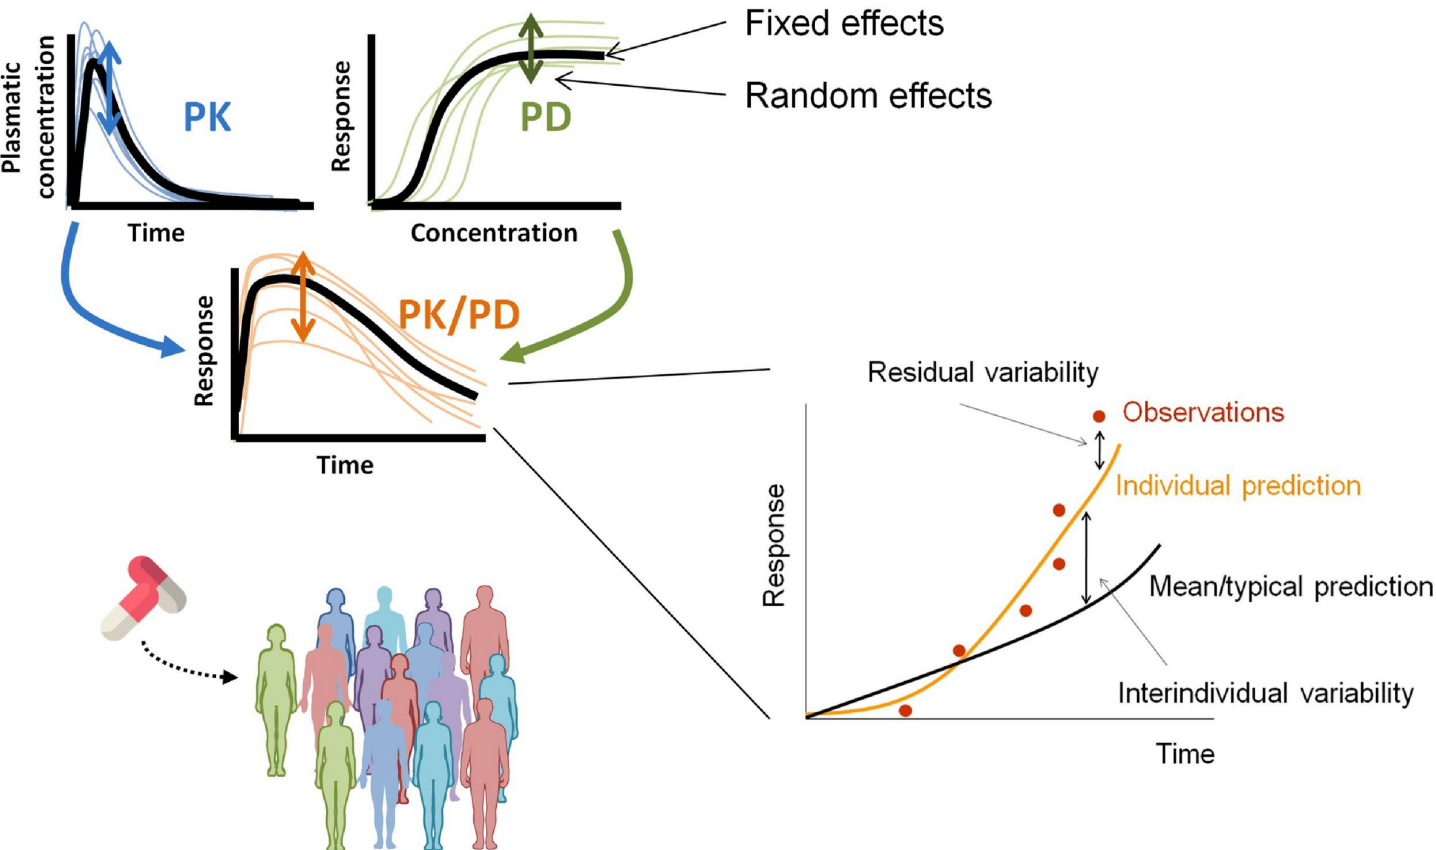 Fixed effects
Random effects
Plasmatic
concentration
PK
Time
Response
PD
Concentration
Response
PK/PD
Time
Residual variability
Observations
Individual prediction
Mean/typical prediction
Interindividual variability
Response
Time